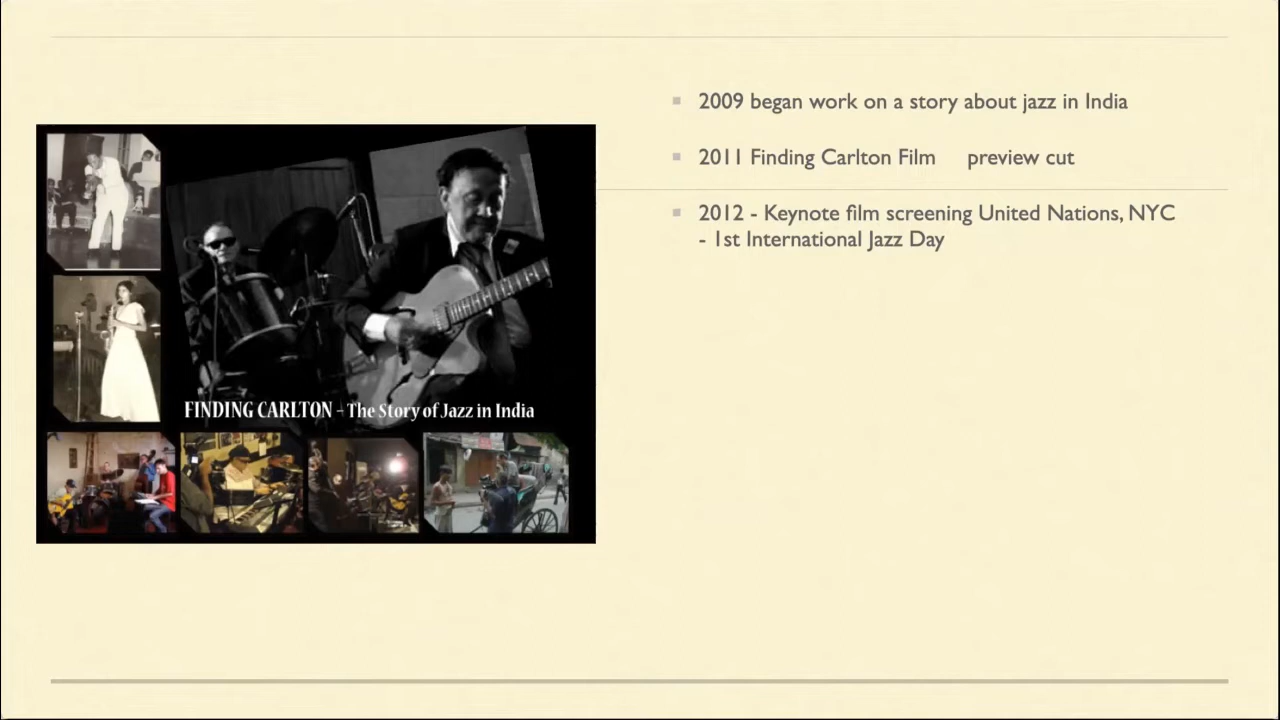 2009 began work on a story about jazz in India
2011 Finding Carlton Film preview cut
2012 - Keynote film screening United Nations, NYC
- 1st International Jazz Day
FINDING CARLTON - The Story of Jazz in India